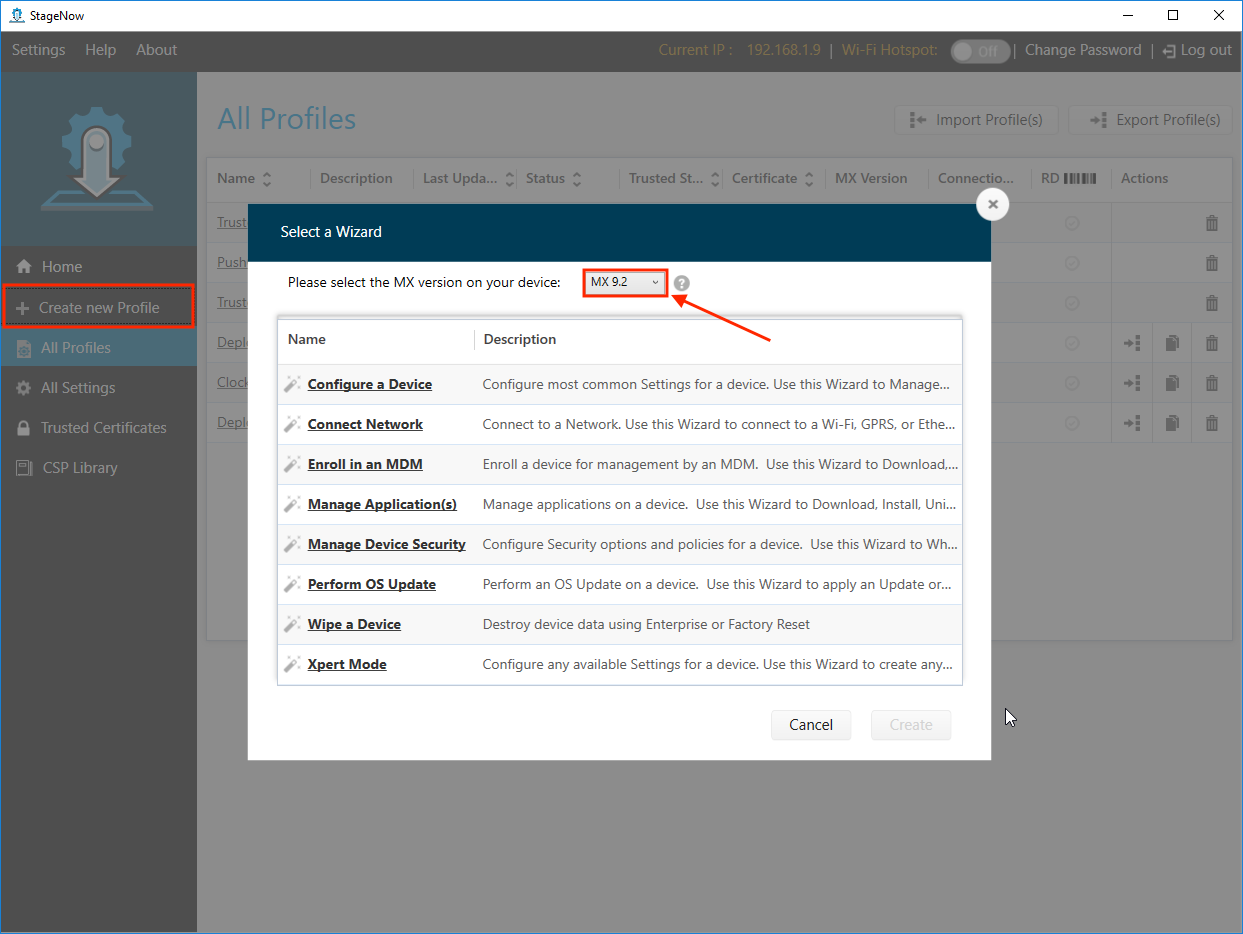 StageNow
Settings Help About Current IP : 192.168.1.9 | Wi-Fi Hotspot: Off | Change Password | Log out
All Profiles
Import Profile(s) Export Profile(s)
Name Description Last Upda... Status Trusted St... Certificate MX Version Connectio... RD Actions
Trust
Push
Trust
Depl
Clock
Depl
Home
Create new Profile
All Profiles
All Settings
Trusted Certificates
CSP Library
Select a Wizard
Please select the MX version on your device: MX 9.2 ?
Name Description
Configure a Device Configure most common Settings for a device. Use this Wizard to Manage...
Connect Network Connect to a Network. Use this Wizard to connect to a Wi-Fi, GPRS, or Ethe...
Enroll in an MDM Enroll a device for management by an MDM.  Use this Wizard to Download,...
Manage Application(s) Manage applications on a device.  Use this Wizard to Download, Install, Uni...
Manage Device Security Configure Security options and policies for a device.  Use this Wizard to Wh...
Perform OS Update Perform an OS Update on a device.  Use this Wizard to apply an Update or...
Wipe a Device Destroy device data using Enterprise or Factory Reset
Xpert Mode Configure any available Settings for a device. Use this Wizard to create any...
Cancel Create